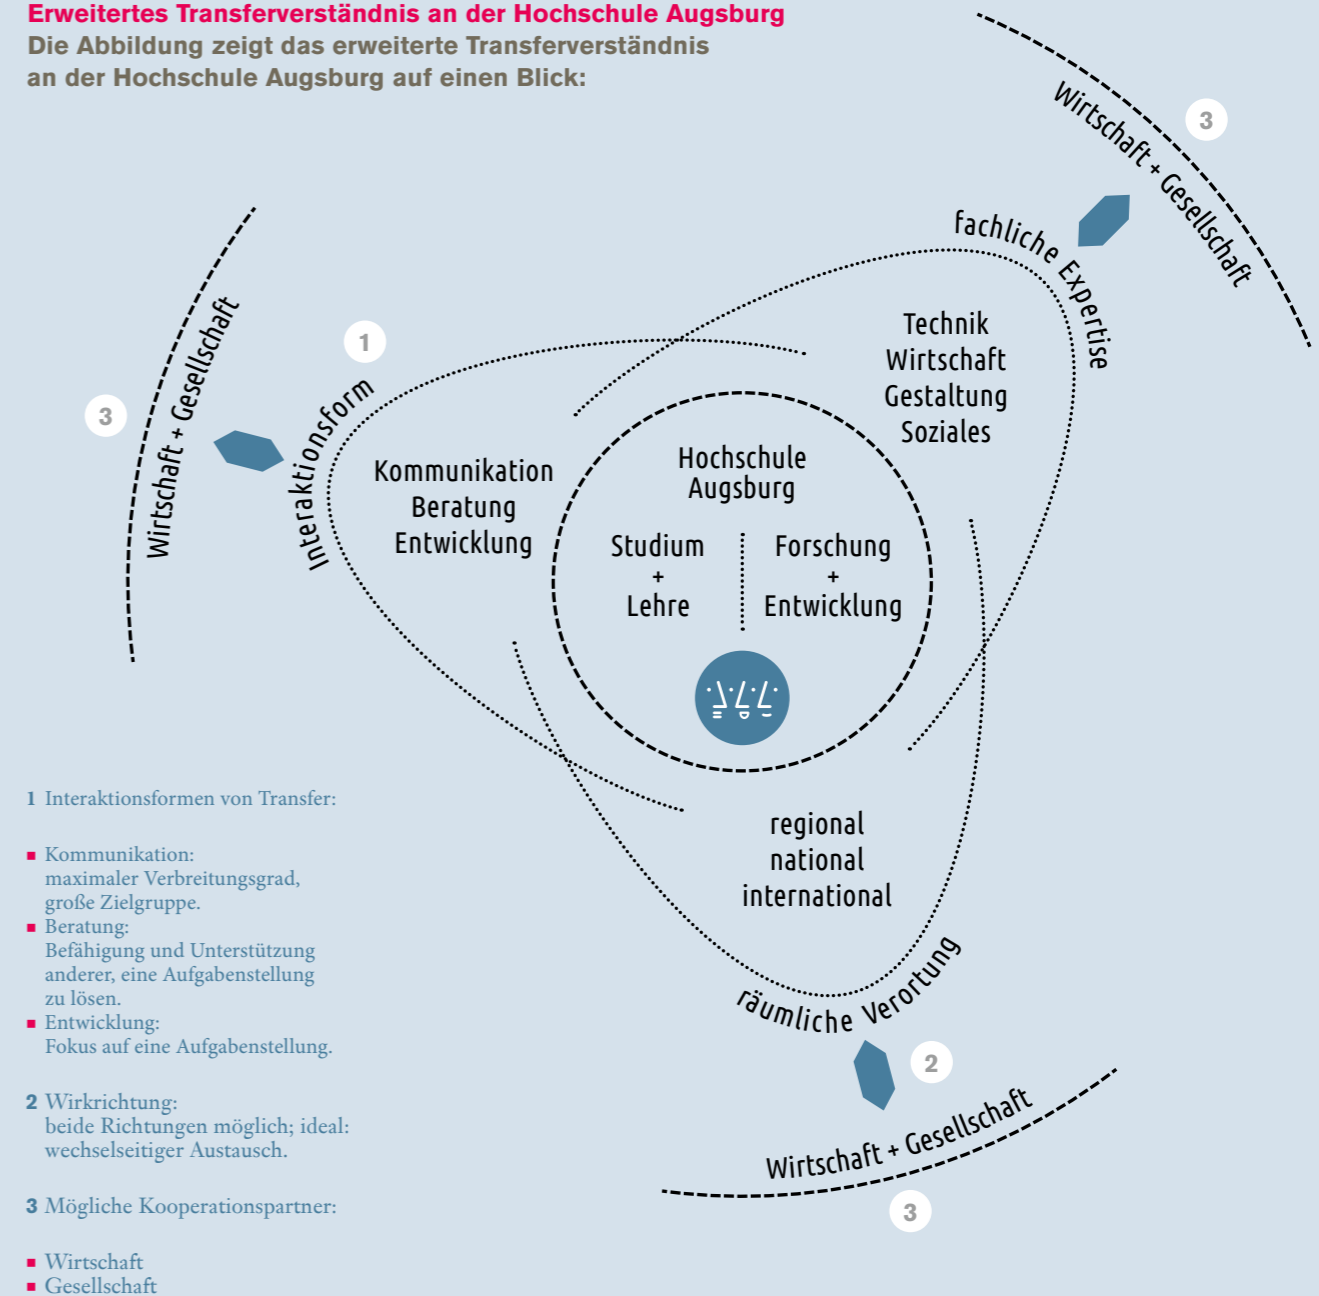 Erweitertes Transferverständnis an der Hochschule Augsburg
Die Abbildung zeigt das erweiterte Transferverständnis
an der Hochschule Augsburg auf einen Blick:
Wirtschaft + Gesellschaft
3
fachliche Expertise
Technik
Wirtschaft
Gestaltung
Soziales
Wirtschaft + Gesellschaft
3
1
Interaktionsform
Kommunikation
Beratung
Entwicklung
Hochschule
Augsburg
Studium
+
Lehre
Forschung
+
Entwicklung
regional
national
international
räumliche Verortung
2
Wirtschaft + Gesellschaft
3
1 Interaktionsformen von Transfer:
Kommunikation:
maximaler Verbreitungsgrad,
große Zielgruppe.
Beratung:
Befähigung und Unterstützung
anderer, eine Aufgabenstellung
zu lösen.
Entwicklung:
Fokus auf eine Aufgabenstellung.
2 Wirkrichtung:
beide Richtungen möglich; ideal:
wechselseitiger Austausch.
3 Mögliche Kooperationspartner:
Wirtschaft
Gesellschaft